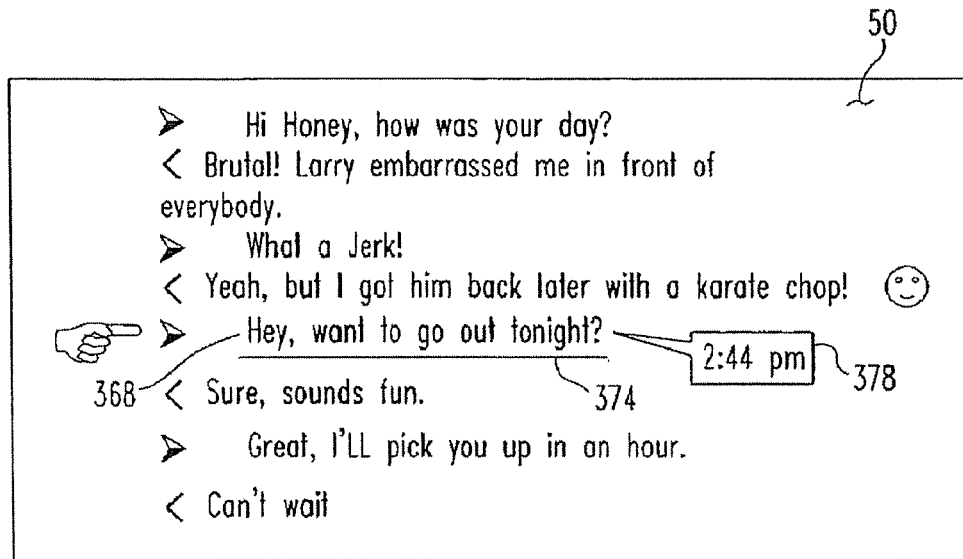 50
Hi Honey, how was your day?
< Brutal! Larry embarrassed me in front of
everybody.
What a Jerk!
< Yeah, but I got him back later with a karate chop!
Hey, want to go out tonight?
2:44 pm
368
374
378
< Sure, sounds fun.
Great, I'LL pick you up in an hour.
< Can't wait